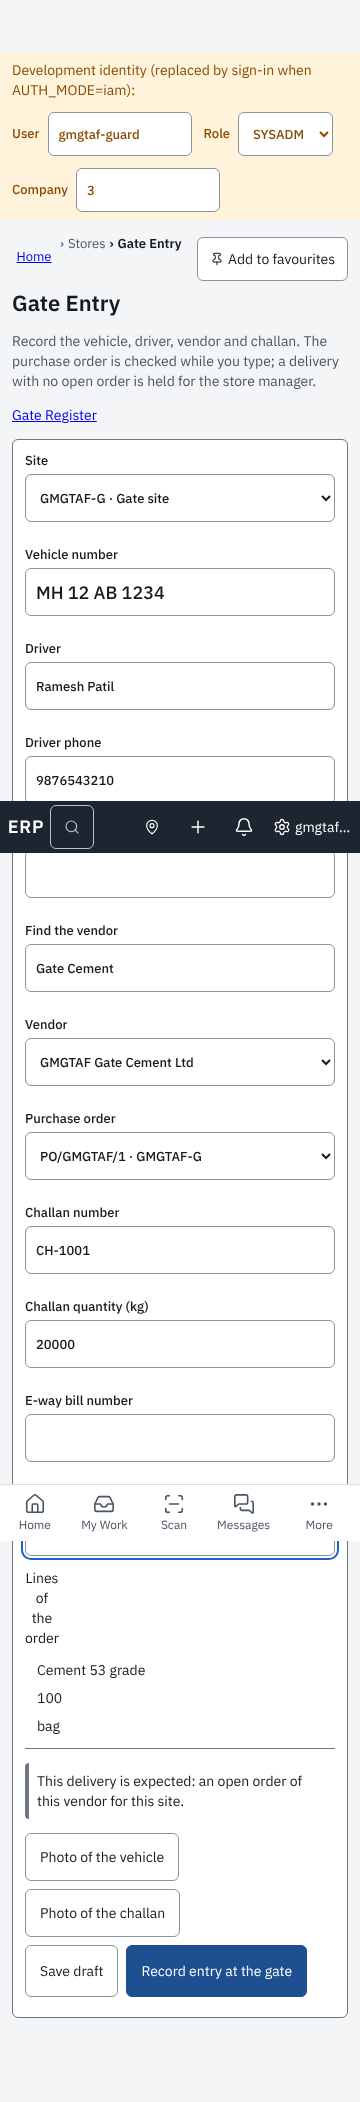 Development identity (replaced by sign-in when
AUTH_MODE=iam):
User gmgtaf-guard Role SYSADM
Company 3
Home › Stores › Gate Entry Add to favourites
Gate Entry
Record the vehicle, driver, vendor and challan. The
purchase order is checked while you type; a delivery
with no open order is held for the store manager.
Gate Register
Site
GMGTAF-G · Gate site
Vehicle number
MH 12 AB 1234
Driver
Ramesh Patil
Driver phone
9876543210
ERP gmgtaf...
Find the vendor
Gate Cement
Vendor
GMGTAF Gate Cement Ltd
Purchase order
PO/GMGTAF/1 · GMGTAF-G
Challan number
CH-1001
Challan quantity (kg)
20000
E-way bill number
Home My Work Scan Messages More
Lines
of
the
order
Cement 53 grade
100
bag
This delivery is expected: an open order of
this vendor for this site.
Photo of the vehicle
Photo of the challan
Save draft Record entry at the gate